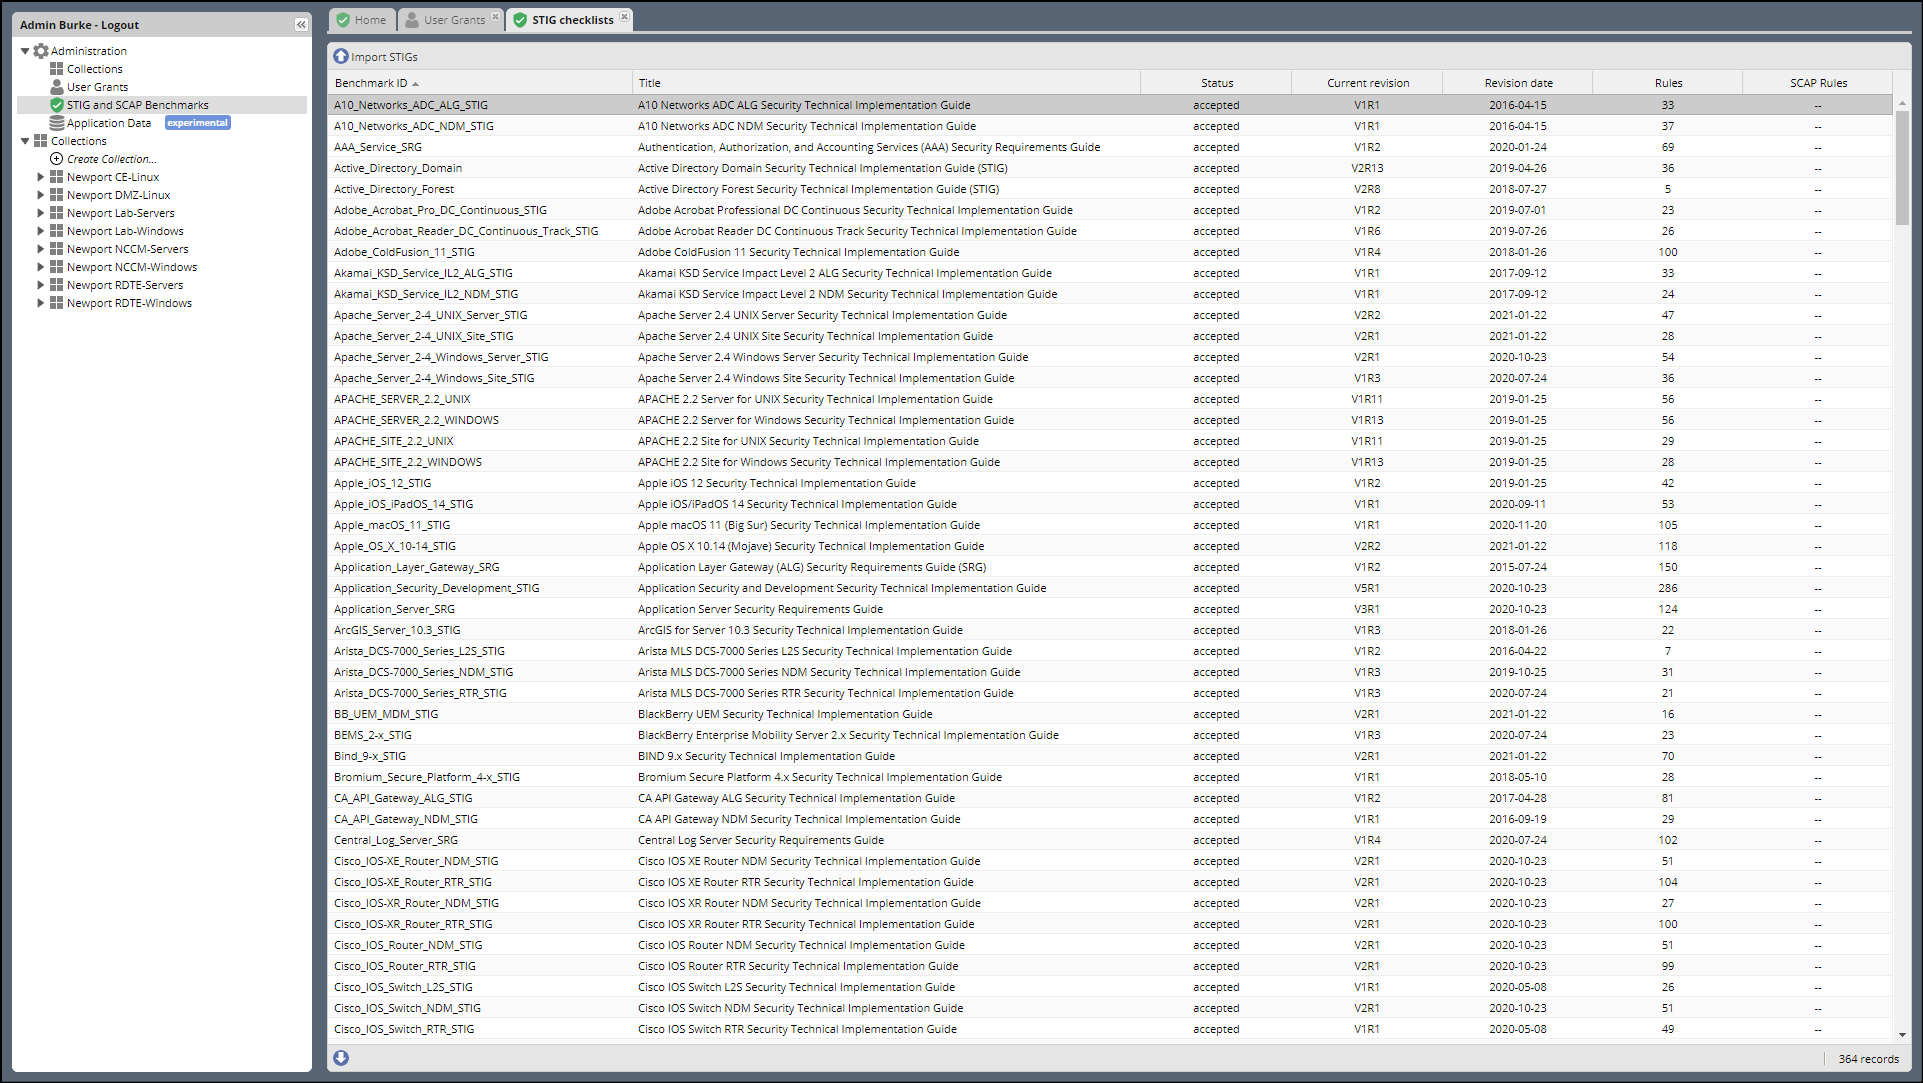 Admin Burke - Logout
Administration
Collections
User Grants
STIG and SCAP Benchmarks
Application Data experimental
Collections
Create Collection...
Newport CE-Linux
Newport DMZ-Linux
Newport Lab-Servers
Newport Lab-Windows
Newport NCCM-Servers
Newport NCCM-Windows
Newport RDTE-Servers
Newport RDTE-Windows
Home User Grants STIG checklists
Import STIGs
Benchmark ID Title Status Current revision Revision date Rules SCAP Rules
A10_Networks_ADC_ALG_STIG A10 Networks ADC ALG Security Technical Implementation Guide accepted V1R1 2016-04-15 33 --
A10_Networks_ADC_NDM_STIG A10 Networks ADC NDM Security Technical Implementation Guide accepted V1R1 2016-04-15 37 --
AAA_Service_SRG Authentication, Authorization, and Accounting Services (AAA) Security Requirements Guide accepted V1R2 2020-01-24 69 --
Active_Directory_Domain Active Directory Domain Security Technical Implementation Guide (STIG) accepted V2R13 2019-04-26 36 --
Active_Directory_Forest Active Directory Forest Security Technical Implementation Guide (STIG) accepted V2R8 2018-07-27 5 --
Adobe_Acrobat_Pro_DC_Continuous_STIG Adobe Acrobat Professional DC Continuous Security Technical Implementation Guide accepted V1R2 2019-07-01 23 --
Adobe_Acrobat_Reader_DC_Continuous_Track_STIG Adobe Acrobat Reader DC Continuous Track Security Technical Implementation Guide accepted V1R6 2019-07-26 26 --
Adobe_ColdFusion_11_STIG Adobe ColdFusion 11 Security Technical Implementation Guide accepted V1R4 2018-01-26 100 --
Akamai_KSD_Service_IL2_ALG_STIG Akamai KSD Service Impact Level 2 ALG Security Technical Implementation Guide accepted V1R1 2017-09-12 33 --
Akamai_KSD_Service_IL2_NDM_STIG Akamai KSD Service Impact Level 2 NDM Security Technical Implementation Guide accepted V1R1 2017-09-12 24 --
Apache_Server_2-4_UNIX_Server_STIG Apache Server 2.4 UNIX Server Security Technical Implementation Guide accepted V2R2 2021-01-22 47 --
Apache_Server_2-4_UNIX_Site_STIG Apache Server 2.4 UNIX Site Security Technical Implementation Guide accepted V2R1 2021-01-22 28 --
Apache_Server_2-4_Windows_Server_STIG Apache Server 2.4 Windows Server Security Technical Implementation Guide accepted V2R1 2020-10-23 54 --
Apache_Server_2-4_Windows_Site_STIG Apache Server 2.4 Windows Site Security Technical Implementation Guide accepted V1R3 2020-07-24 36 --
APACHE_SERVER_2.2_UNIX APACHE 2.2 Server for UNIX Security Technical Implementation Guide accepted V1R11 2019-01-25 56 --
APACHE_SERVER_2.2_WINDOWS APACHE 2.2 Server for Windows Security Technical Implementation Guide accepted V1R13 2019-01-25 56 --
APACHE_SITE_2.2_UNIX APACHE 2.2 Site for UNIX Security Technical Implementation Guide accepted V1R11 2019-01-25 29 --
APACHE_SITE_2.2_WINDOWS APACHE 2.2 Site for Windows Security Technical Implementation Guide accepted V1R13 2019-01-25 28 --
Apple_iOS_12_STIG Apple iOS 12 Security Technical Implementation Guide accepted V1R2 2019-01-25 42 --
Apple_iOS_iPadOS_14_STIG Apple iOS/iPadOS 14 Security Technical Implementation Guide accepted V1R1 2020-09-11 53 --
Apple_macOS_11_STIG Apple macOS 11 (Big Sur) Security Technical Implementation Guide accepted V1R1 2020-11-20 105 --
Apple_OS_X_10-14_STIG Apple OS X 10.14 (Mojave) Security Technical Implementation Guide accepted V2R2 2021-01-22 118 --
Application_Layer_Gateway_SRG Application Layer Gateway (ALG) Security Requirements Guide (SRG) accepted V1R2 2015-07-24 150 --
Application_Security_Development_STIG Application Security and Development Security Technical Implementation Guide accepted V5R1 2020-10-23 286 --
Application_Server_SRG Application Server Security Requirements Guide accepted V3R1 2020-10-23 124 --
ArcGIS_Server_10.3_STIG ArcGIS for Server 10.3 Security Technical Implementation Guide accepted V1R3 2018-01-26 22 --
Arista_DCS-7000_Series_L2S_STIG Arista MLS DCS-7000 Series L2S Security Technical Implementation Guide accepted V1R2 2016-04-22 7 --
Arista_DCS-7000_Series_NDM_STIG Arista MLS DCS-7000 Series NDM Security Technical Implementation Guide accepted V1R3 2019-10-25 31 --
Arista_DCS-7000_Series_RTR_STIG Arista MLS DCS-7000 Series RTR Security Technical Implementation Guide accepted V1R3 2020-07-24 21 --
BB_UEM_MDM_STIG BlackBerry UEM Security Technical Implementation Guide accepted V2R1 2021-01-22 16 --
BEMS_2-x_STIG BlackBerry Enterprise Mobility Server 2.x Security Technical Implementation Guide accepted V1R3 2020-07-24 23 --
Bind_9-x_STIG BIND 9.x Security Technical Implementation Guide accepted V2R1 2021-01-22 70 --
Bromium_Secure_Platform_4-x_STIG Bromium Secure Platform 4.x Security Technical Implementation Guide accepted V1R1 2018-05-10 28 --
CA_API_Gateway_ALG_STIG CA API Gateway ALG Security Technical Implementation Guide accepted V1R2 2017-04-28 81 --
CA_API_Gateway_NDM_STIG CA API Gateway NDM Security Technical Implementation Guide accepted V1R1 2016-09-19 29 --
Central_Log_Server_SRG Central Log Server Security Requirements Guide accepted V1R4 2020-07-24 102 --
Cisco_IOS-XE_Router_NDM_STIG Cisco IOS XE Router NDM Security Technical Implementation Guide accepted V2R1 2020-10-23 51 --
Cisco_IOS-XE_Router_RTR_STIG Cisco IOS XE Router RTR Security Technical Implementation Guide accepted V2R1 2020-10-23 104 --
Cisco_IOS-XR_Router_NDM_STIG Cisco IOS XR Router NDM Security Technical Implementation Guide accepted V2R1 2020-10-23 27 --
Cisco_IOS-XR_Router_RTR_STIG Cisco IOS XR Router RTR Security Technical Implementation Guide accepted V2R1 2020-10-23 100 --
Cisco_IOS_Router_NDM_STIG Cisco IOS Router NDM Security Technical Implementation Guide accepted V2R1 2020-10-23 51 --
Cisco_IOS_Router_RTR_STIG Cisco IOS Router RTR Security Technical Implementation Guide accepted V2R1 2020-10-23 99 --
Cisco_IOS_Switch_L2S_STIG Cisco IOS Switch L2S Security Technical Implementation Guide accepted V1R1 2020-05-08 26 --
Cisco_IOS_Switch_NDM_STIG Cisco IOS Switch NDM Security Technical Implementation Guide accepted V2R1 2020-10-23 51 --
Cisco_IOS_Switch_RTR_STIG Cisco IOS Switch RTR Security Technical Implementation Guide accepted V1R1 2020-05-08 49 --
364 records